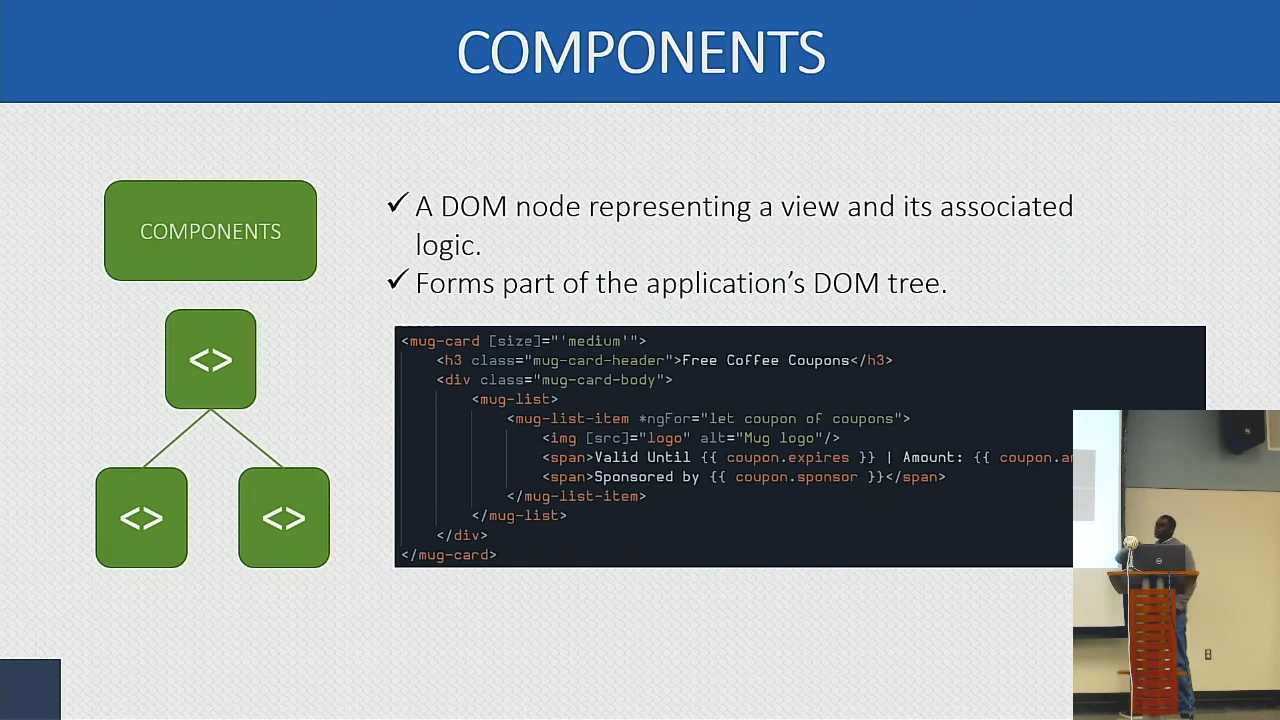 COMPONENTS
COMPONENTS
<>
<>
<>
✓ A DOM node representing a view and its associated
logic.
✓ Forms part of the application’s DOM tree.
<mug-card [size]="'medium'">
<h3 class="mug-card-header">Free Coffee Coupons</h3>
<div class="mug-card-body">
<mug-list>
<mug-list-item *ngFor="let coupon of coupons">
<img [src]="logo" alt="Mug logo"/>
<span>Valid Until {{ coupon.expires }} | Amount: {{
<span>Sponsored by {{ coupon.sponsor }}</span>
</mug-list-item>
</mug-list>
</div>
</mug-card>